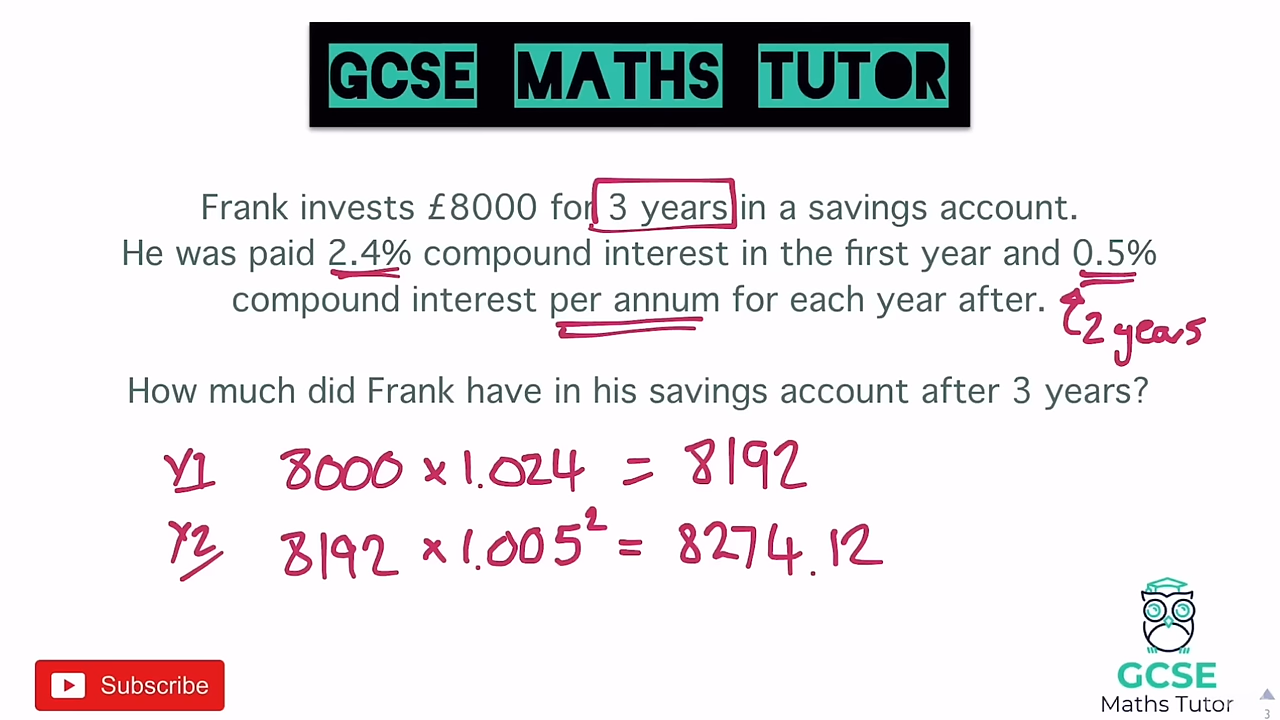 GCSE MATHS TUTOR
Frank invests £8000 for 3 years in a savings account.
He was paid 2.4% compound interest in the first year and 0.5%
compound interest per annum for each year after.
2 years
How much did Frank have in his savings account after 3 years?
Y1 8000 × 1.024 = 8192
Y2 8192 × 1.005² = 8274.12
Subscribe
GCSE
Maths Tutor
3